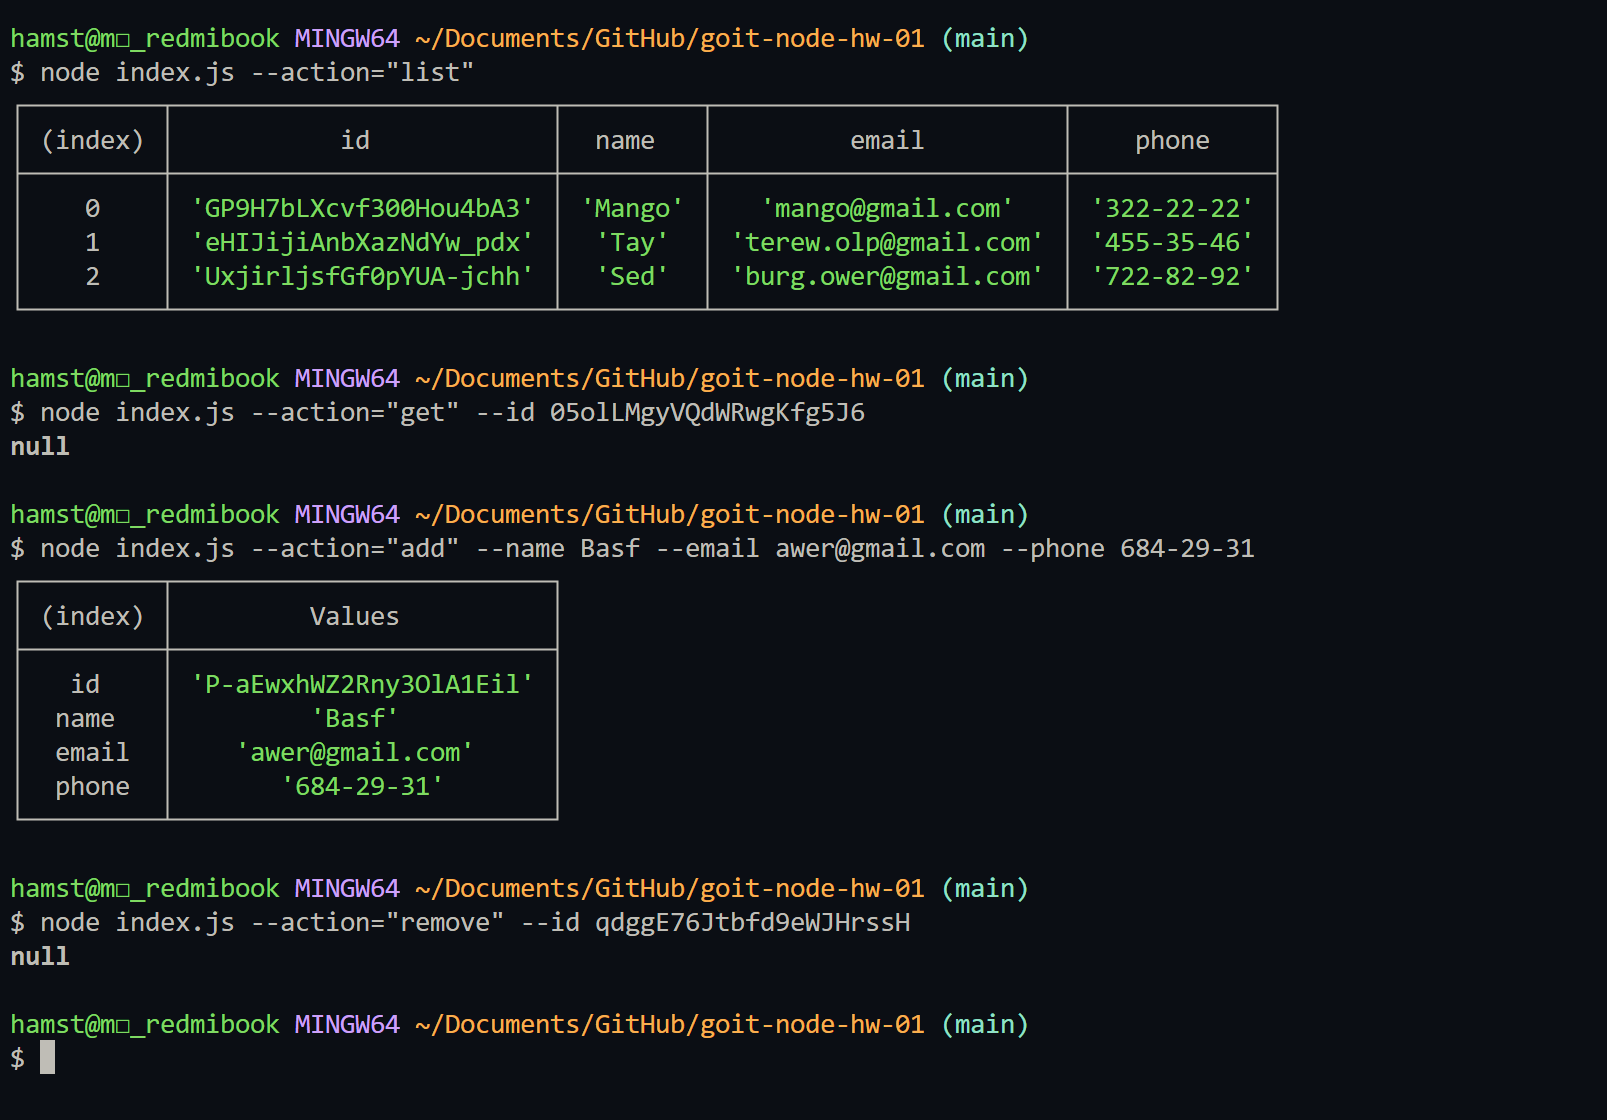 hamst@m□_redmibook MINGW64 ~/Documents/GitHub/goit-node-hw-01 (main)
$ node index.js --action="list"
(index) id name email phone
0 'GP9H7bLXcvf300Hou4bA3' 'Mango' 'mango@gmail.com' '322-22-22'
1 'eHIJijiAnbXazNdYw_pdx' 'Tay' 'terew.olp@gmail.com' '455-35-46'
2 'UxjirljsfGf0pYUA-jchh' 'Sed' 'burg.ower@gmail.com' '722-82-92'
hamst@m□_redmibook MINGW64 ~/Documents/GitHub/goit-node-hw-01 (main)
$ node index.js --action="get" --id 05olLMgyVQdWRwgKfg5J6
null
hamst@m□_redmibook MINGW64 ~/Documents/GitHub/goit-node-hw-01 (main)
$ node index.js --action="add" --name Basf --email awer@gmail.com --phone 684-29-31
(index) Values
id 'P-aEwxhWZ2Rny3OlA1Eil'
name 'Basf'
email 'awer@gmail.com'
phone '684-29-31'
hamst@m□_redmibook MINGW64 ~/Documents/GitHub/goit-node-hw-01 (main)
$ node index.js --action="remove" --id qdggE76Jtbfd9eWJHrssH
null
hamst@m□_redmibook MINGW64 ~/Documents/GitHub/goit-node-hw-01 (main)
$